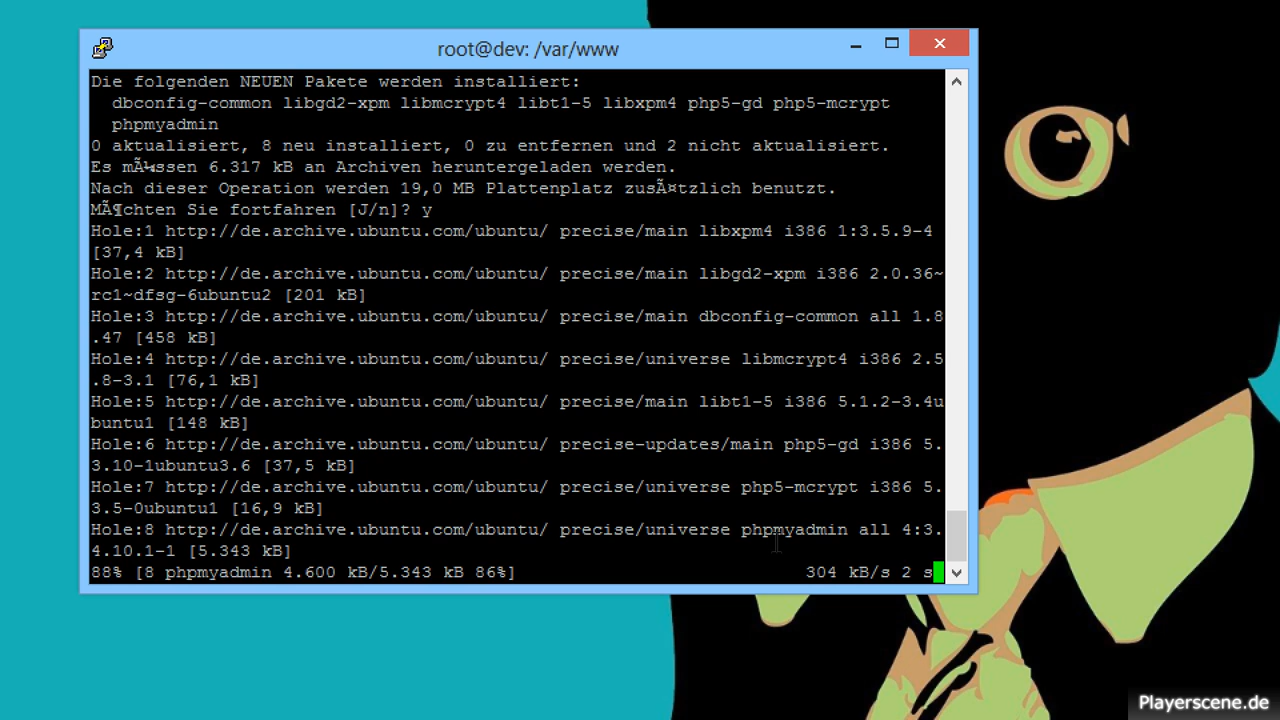 root@dev: /var/www
Die folgenden NEUEN Pakete werden installiert:
dbconfig-common libgd2-xpm libmcrypt4 libt1-5 libxpm4 php5-gd php5-mcrypt
phpmyadmin
0 aktualisiert, 8 neu installiert, 0 zu entfernen und 2 nicht aktualisiert.
Es mÃ¼ssen 6.317 kB an Archiven heruntergeladen werden.
Nach dieser Operation werden 19,0 MB Plattenplatz zusÃ¤tzlich benutzt.
MÃ¶chten Sie fortfahren [J/n]? y
Hole:1 http://de.archive.ubuntu.com/ubuntu/ precise/main libxpm4 i386 1:3.5.9-4
[37,4 kB]
Hole:2 http://de.archive.ubuntu.com/ubuntu/ precise/main libgd2-xpm i386 2.0.36~
rc1~dfsg-6ubuntu2 [201 kB]
Hole:3 http://de.archive.ubuntu.com/ubuntu/ precise/main dbconfig-common all 1.8
.47 [458 kB]
Hole:4 http://de.archive.ubuntu.com/ubuntu/ precise/universe libmcrypt4 i386 2.5
.8-3.1 [76,1 kB]
Hole:5 http://de.archive.ubuntu.com/ubuntu/ precise/main libt1-5 i386 5.1.2-3.4u
buntu1 [148 kB]
Hole:6 http://de.archive.ubuntu.com/ubuntu/ precise-updates/main php5-gd i386 5.
3.10-1ubuntu3.6 [37,5 kB]
Hole:7 http://de.archive.ubuntu.com/ubuntu/ precise/universe php5-mcrypt i386 5.
3.5-0ubuntu1 [16,9 kB]
Hole:8 http://de.archive.ubuntu.com/ubuntu/ precise/universe phpmyadmin all 4:3.
4.10.1-1 [5.343 kB]
88% [8 phpmyadmin 4.600 kB/5.343 kB 86%] 304 kB/s 2 s
Playerscene.de